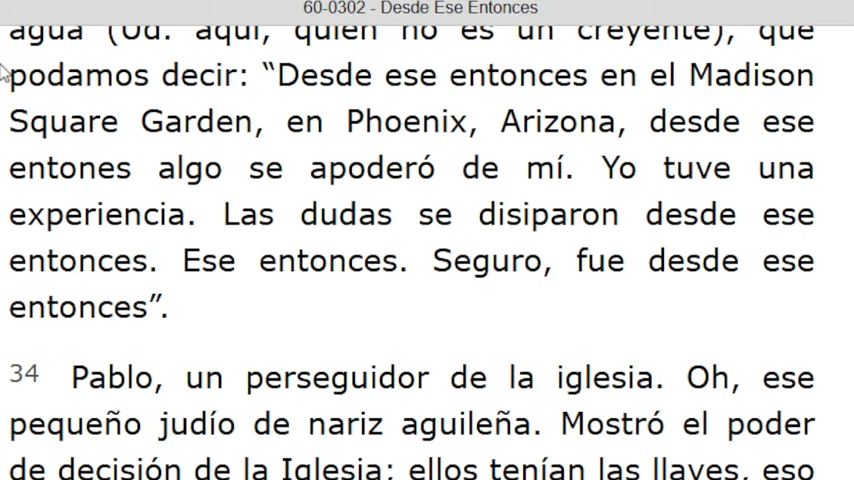 60-0302 - Desde Ese Entonces
agua (Ud. aquí, quien no es un creyente), que
podamos decir: “Desde ese entonces en el Madison
Square Garden, en Phoenix, Arizona, desde ese
entones algo se apoderó de mí. Yo tuve una
experiencia. Las dudas se disiparon desde ese
entonces. Ese entonces. Seguro, fue desde ese
entonces”.
34 Pablo, un perseguidor de la iglesia. Oh, ese
pequeño judío de nariz aguileña. Mostró el poder
de decisión de la Iglesia; ellos tenían las llaves, eso